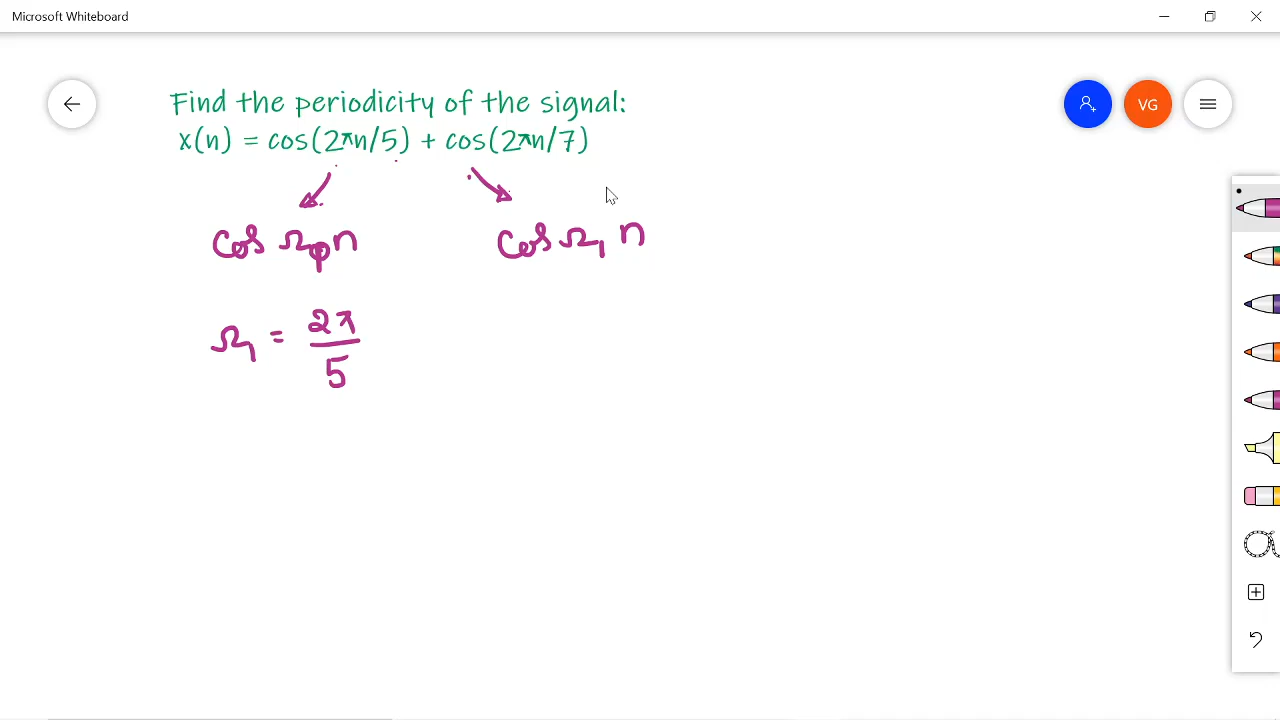 Microsoft Whiteboard
Find the periodicity of the signal:
x(n) = cos(2πn/5) + cos(2πn/7)
VG
cos Ωφn
cos Ω₁ n
Ω₁ = 2π/5